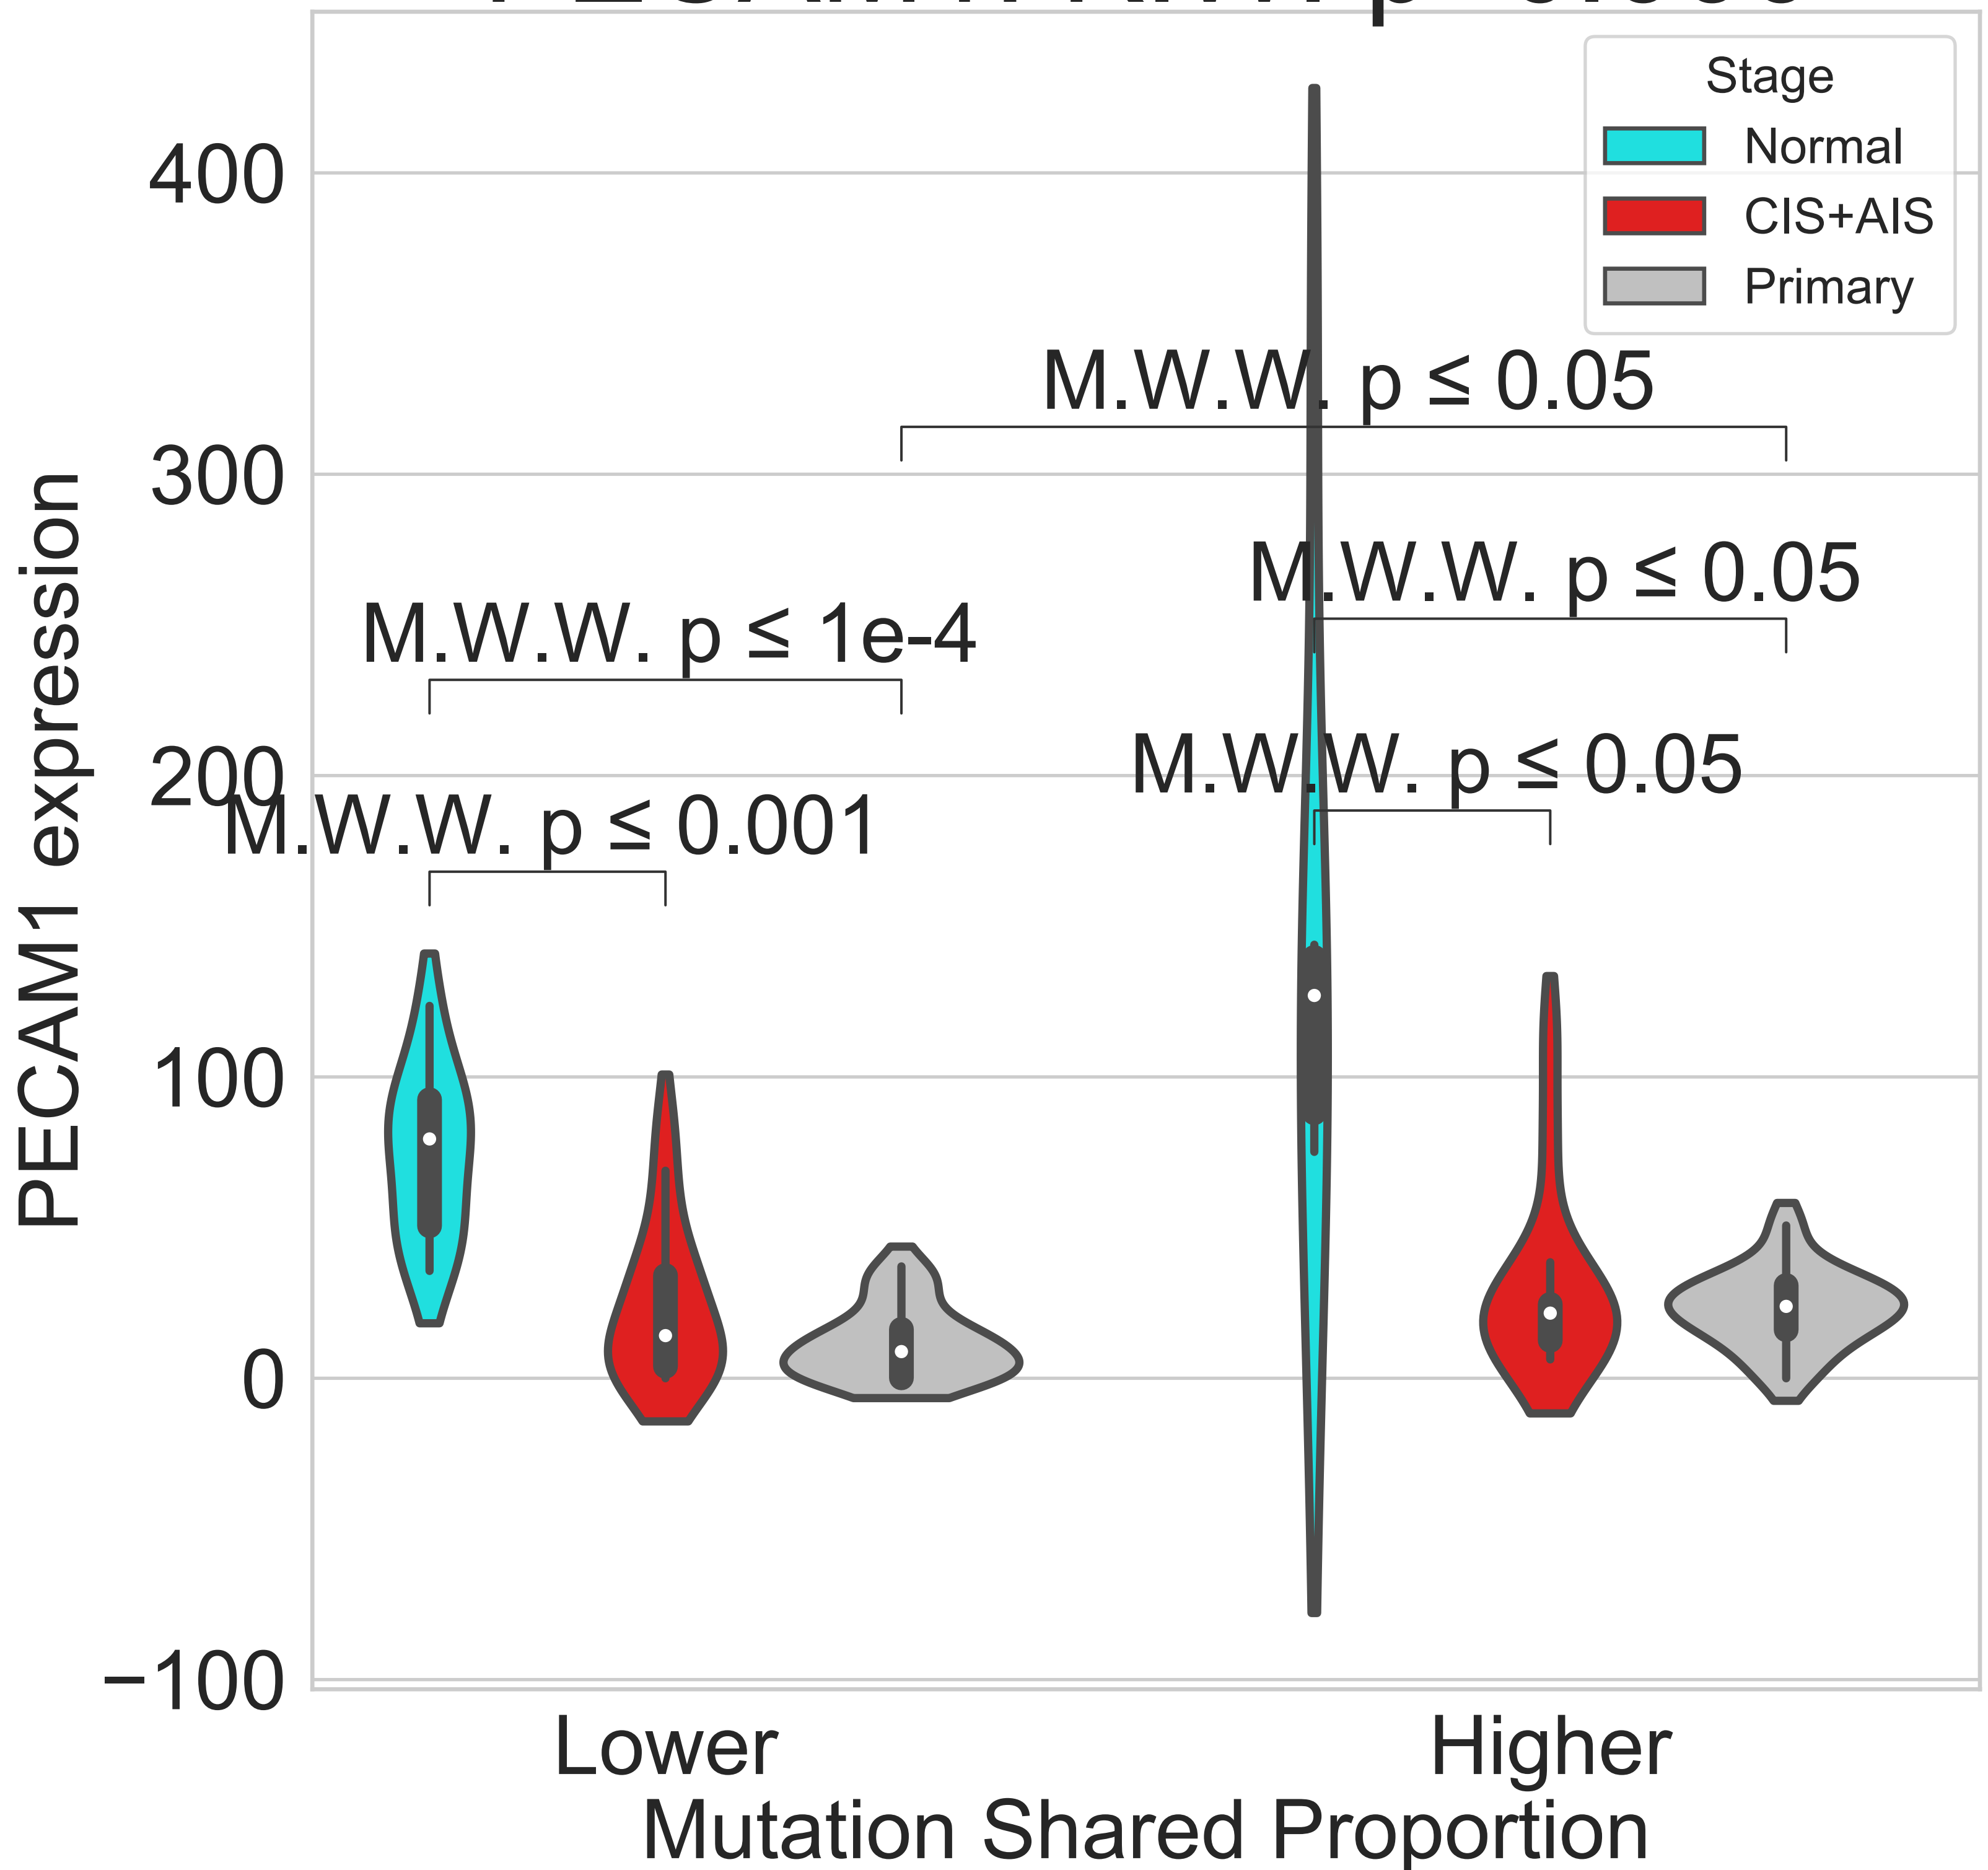 Stage
Normal
CIS+AIS
Primary
400
300
200
100
0
−100
PECAM1 expression
M.W.W. p ≤ 0.05
M.W.W. p ≤ 0.05
M.W.W. p ≤ 1e-4
M.W.W. p ≤ 0.05
M.W.W. p ≤ 0.001
Lower
Higher
Mutation Shared Proportion